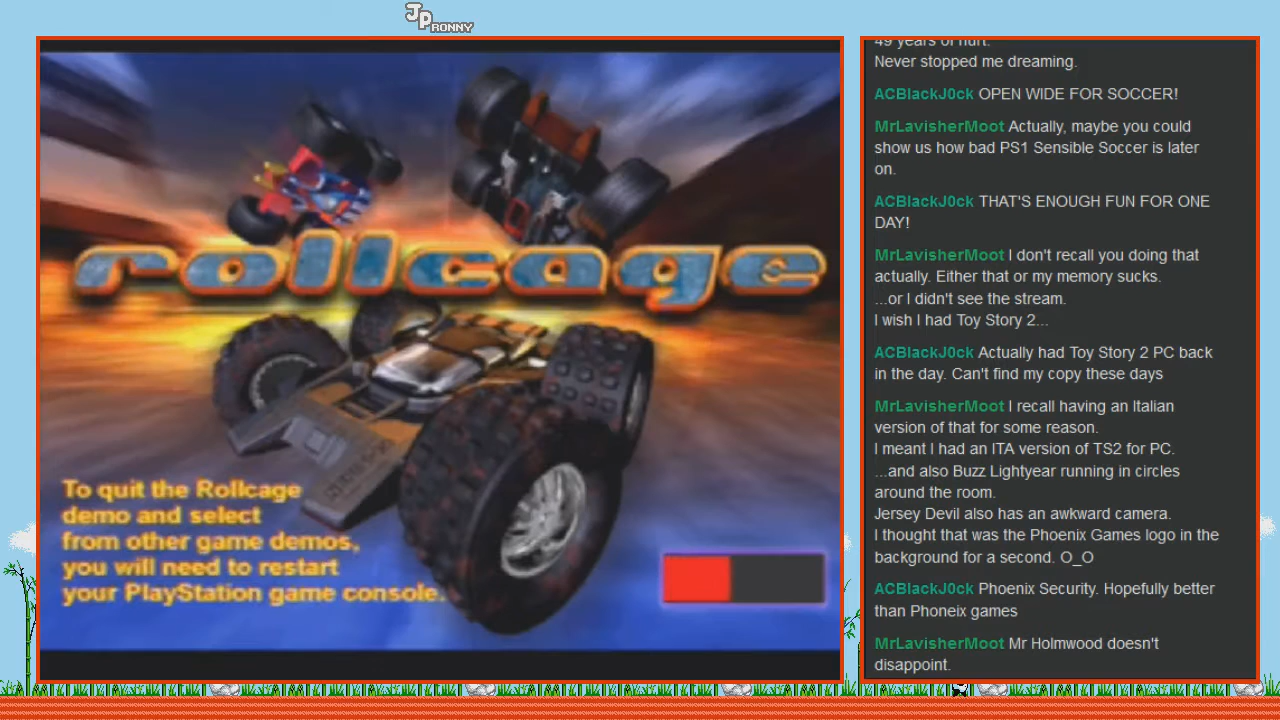 JP RONNY
rollcage
To quit the Rollcage
demo and select
from other game demos,
you will need to restart
your PlayStation game console.
49 years of hurt.
Never stopped me dreaming.
ACBlackJ0ck OPEN WIDE FOR SOCCER!
MrLavisherMoot Actually, maybe you could
show us how bad PS1 Sensible Soccer is later
on.
ACBlackJ0ck THAT'S ENOUGH FUN FOR ONE
DAY!
MrLavisherMoot I don't recall you doing that
actually. Either that or my memory sucks.
...or I didn't see the stream.
I wish I had Toy Story 2...
ACBlackJ0ck Actually had Toy Story 2 PC back
in the day. Can't find my copy these days
MrLavisherMoot I recall having an Italian
version of that for some reason.
I meant I had an ITA version of TS2 for PC.
...and also Buzz Lightyear running in circles
around the room.
Jersey Devil also has an awkward camera.
I thought that was the Phoenix Games logo in the
background for a second. O_O
ACBlackJ0ck Phoenix Security. Hopefully better
than Phoneix games
MrLavisherMoot Mr Holmwood doesn't
disappoint.